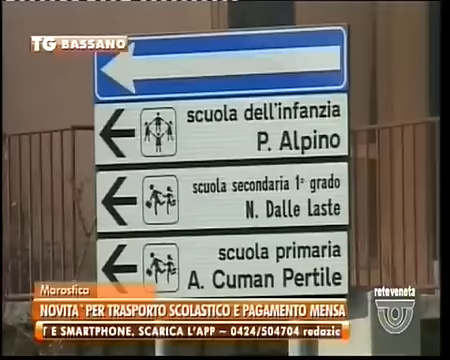 TG BASSANO
scuola dell'infanzia
P. Alpino
scuola secondaria 1° grado
N. Dalle Laste
scuola primaria
A. Cuman Pertile
Marostica
reteveneta
NOVITA` PER TRASPORTO SCOLASTICO E PAGAMENTO MENSA
T E SMARTPHONE, SCARICA L'APP - 0424/504704 redazio